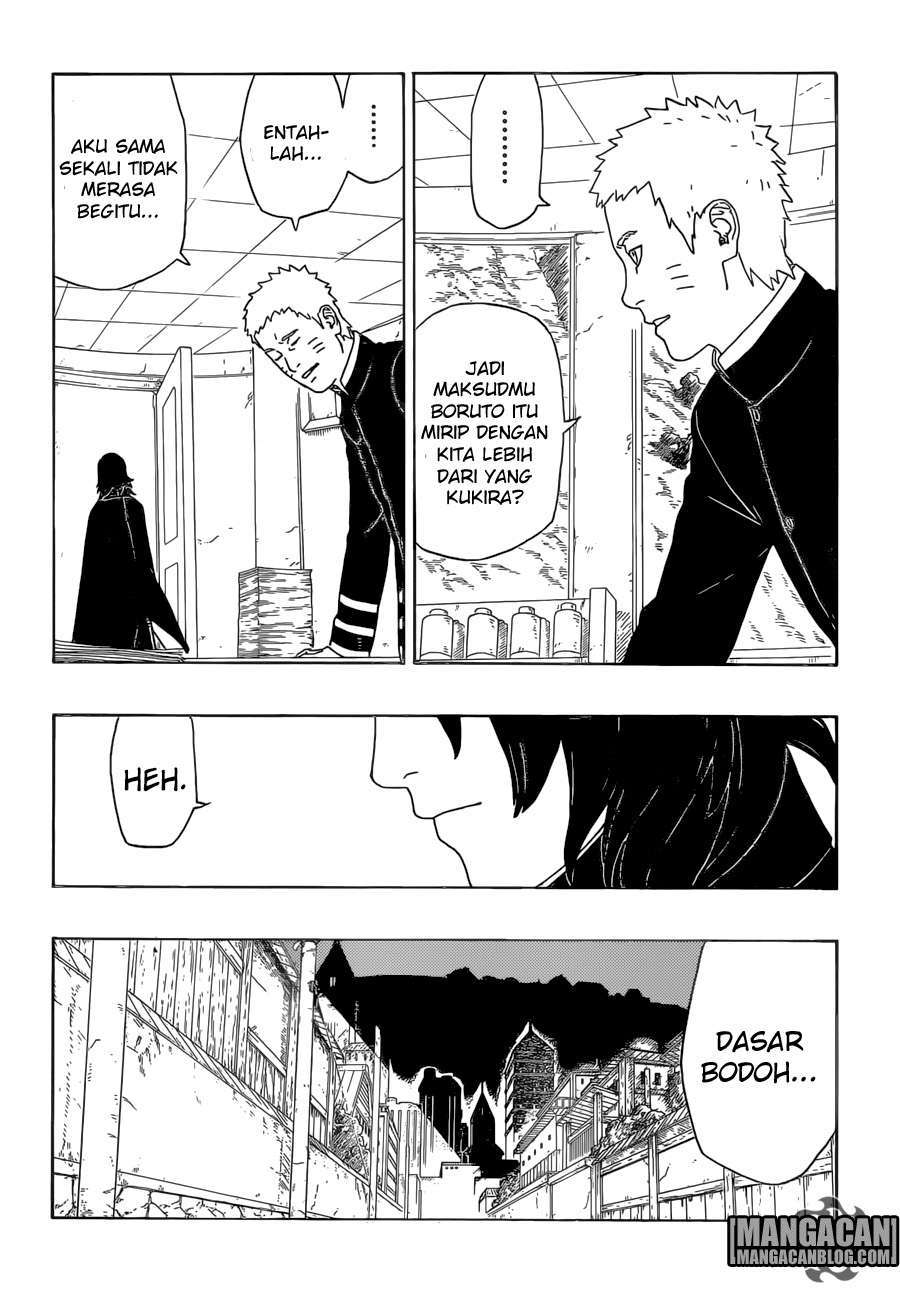 ........
JADI
MAKSUDMU
BORUTO ITU
MIRIP DENGAN
KITA LEBIH
DARI YANG
KUKIRA?
......
ENTAH-
LAH...
AKU SAMA
SEKALI TIDAK
MERASA
BEGITU...
HEH.
DASAR
BODOH...
MANGACAN
MANGACANBLOG.COM